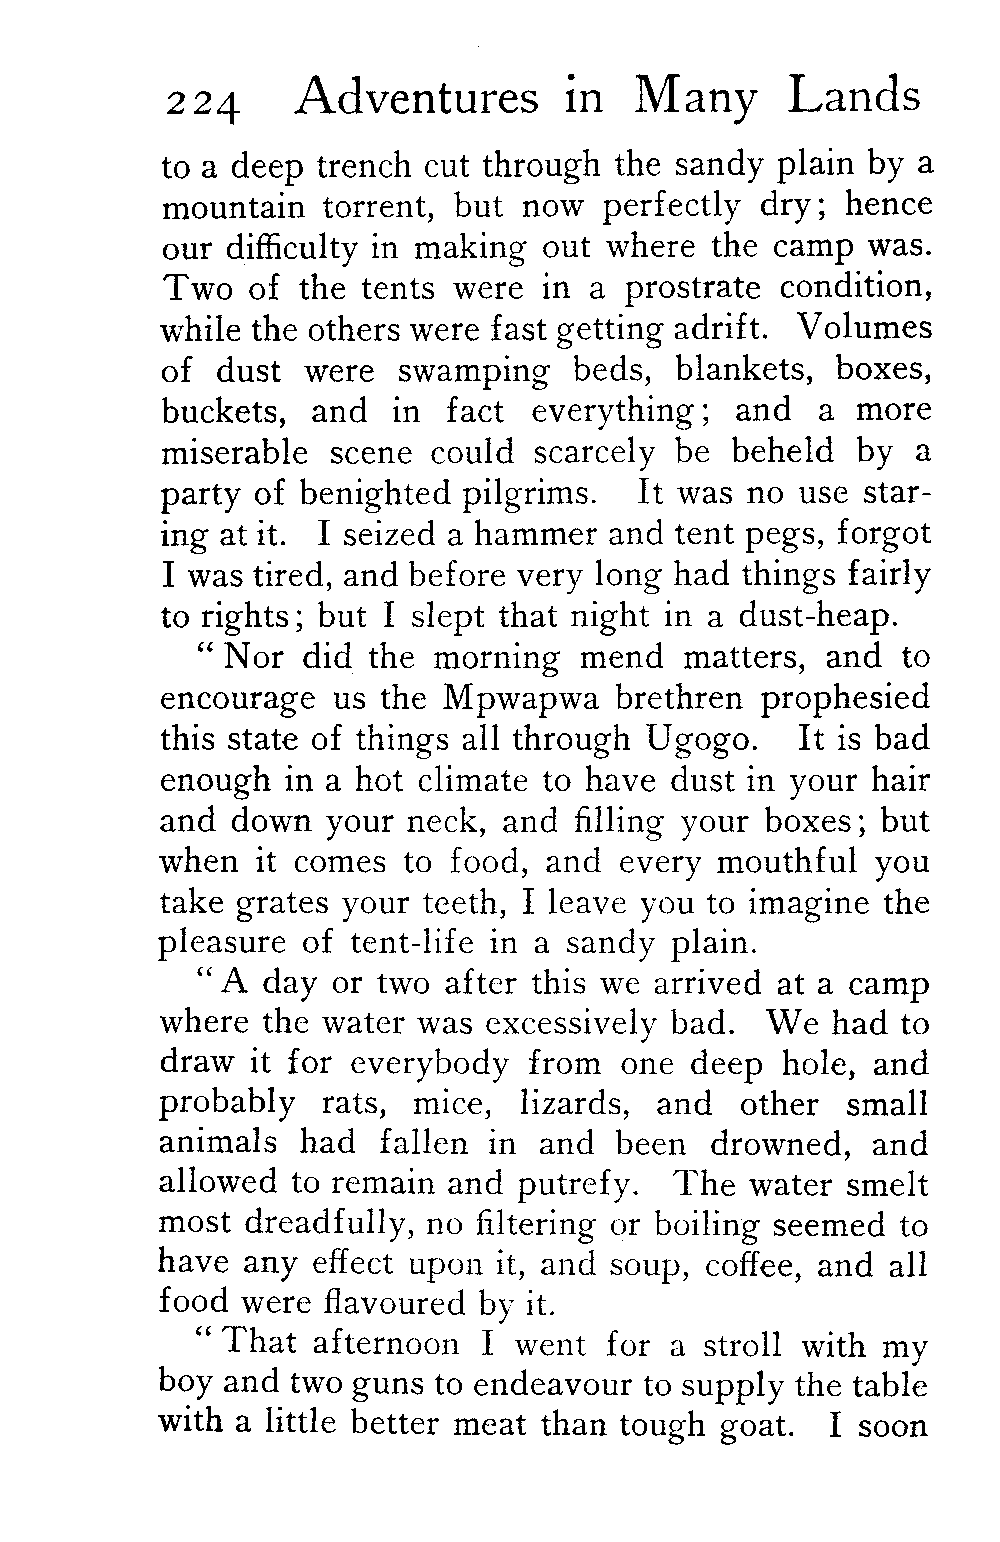 224 Adventures in Many Lands
to a deep trench cut through the sandy plain by a
mountain torrent, but now perfectly dry; hence
our difficulty in making out where the camp was.
Two of the tents were in a prostrate condition,
while the others were fast getting adrift. Volumes
of dust were swamping beds, blankets, boxes,
buckets, and in fact everything; and a more
miserable scene could scarcely be beheld by a
party of benighted pilgrims. It was no use star-
ing at it. I seized a hammer and tent pegs, forgot
I was tired, and before very long had things fairly
to rights; but I slept that night in a dust-heap.
“Nor did the morning mend matters, and to
encourage us the Mpwapwa brethren prophesied
this state of things all through Ugogo. It is bad
enough in a hot climate to have dust in your hair
and down your neck, and filling your boxes; but
when it comes to food, and every mouthful you
take grates your teeth, I leave you to imagine the
pleasure of tent-life in a sandy plain.
“A day or two after this we arrived at a camp
where the water was excessively bad. We had to
draw it for everybody from one deep hole, and
probably rats, mice, lizards, and other small
animals had fallen in and been drowned, and
allowed to remain and putrefy. The water smelt
most dreadfully, no filtering or boiling seemed to
have any effect upon it, and soup, coffee, and all
food were flavoured by it.
“That afternoon I went for a stroll with my
boy and two guns to endeavour to supply the table
with a little better meat than tough goat. I soon